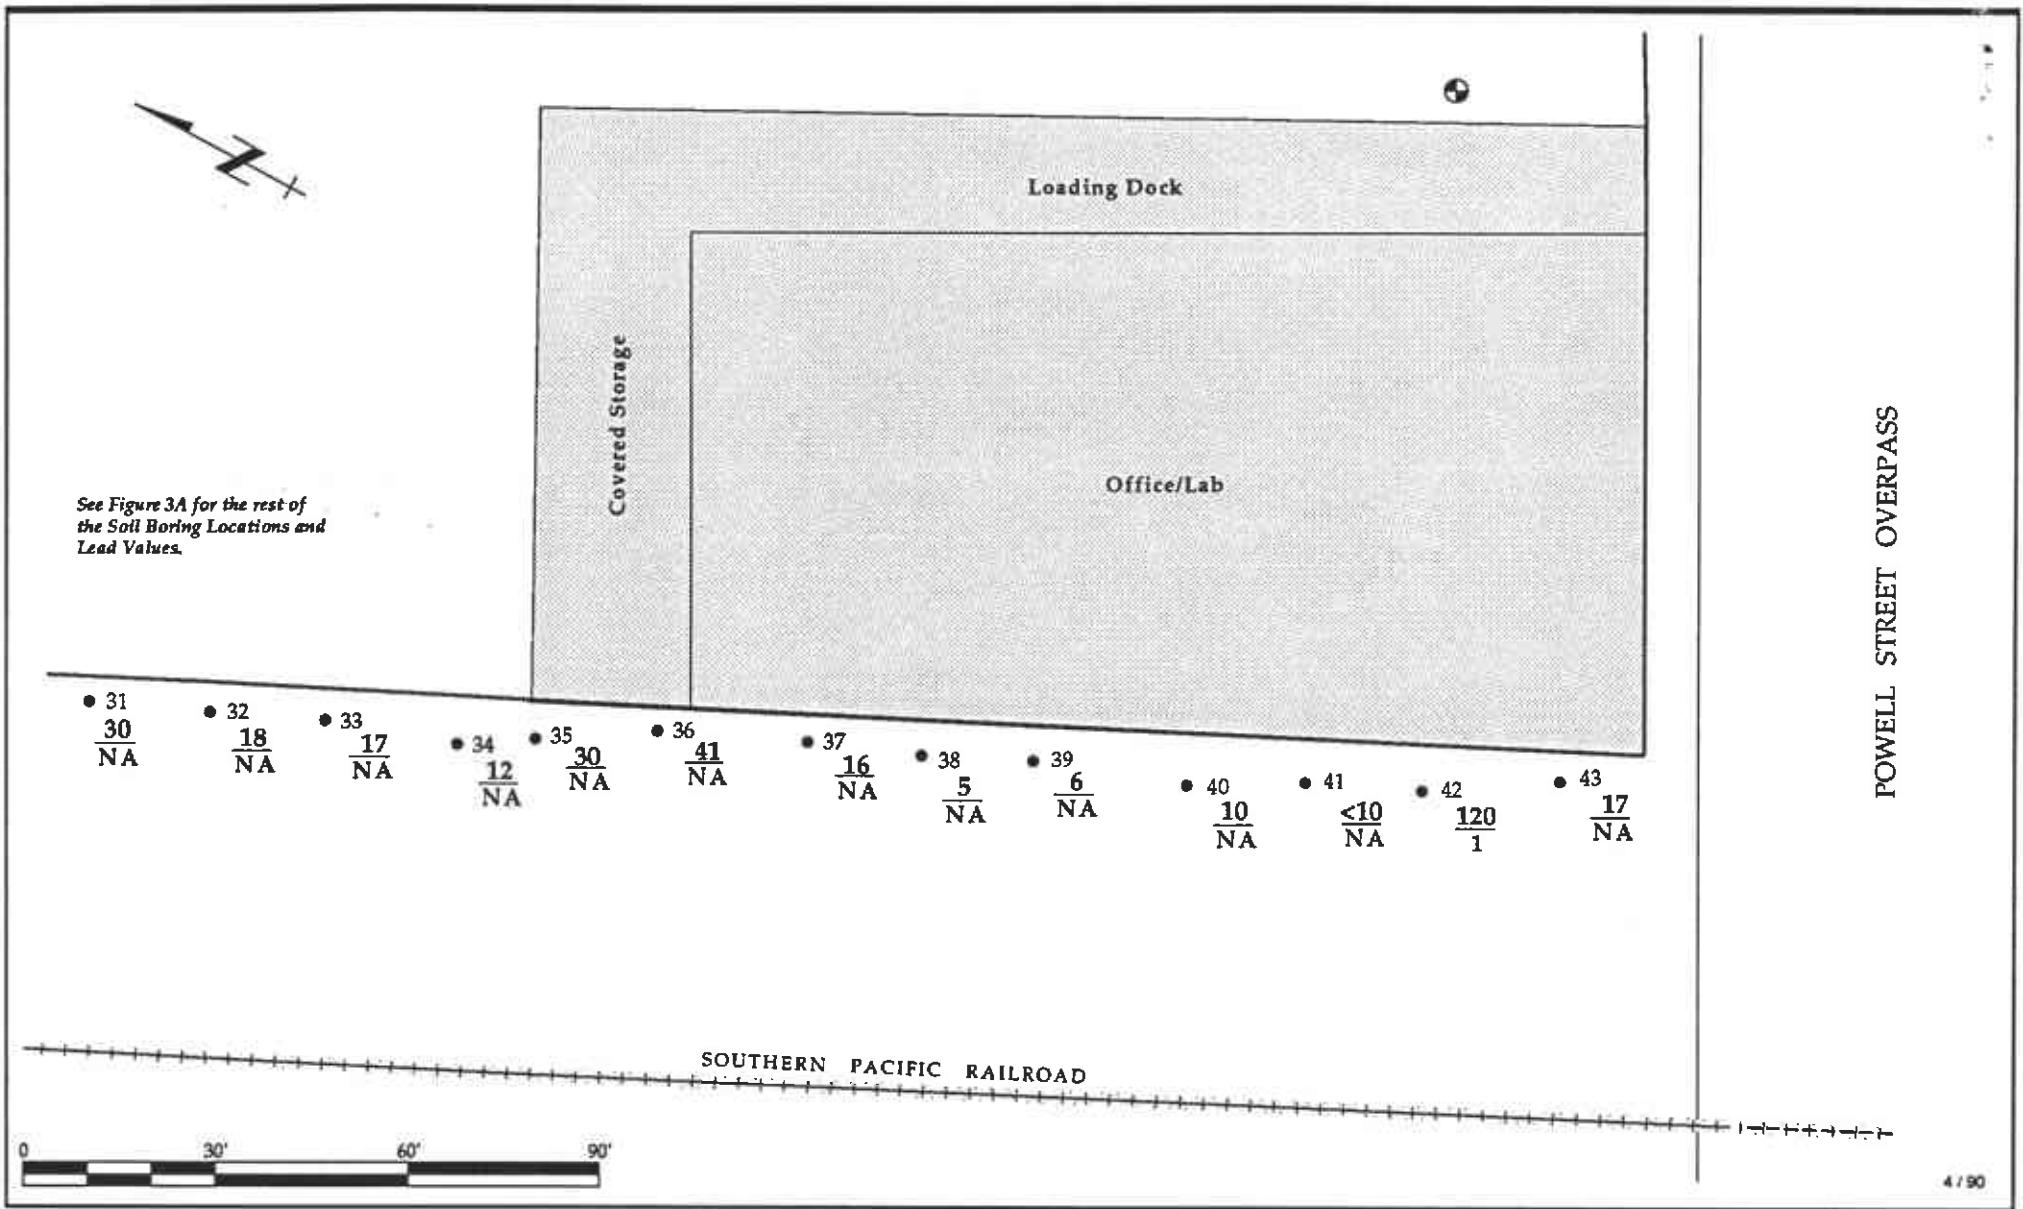 N
Loading Dock
Covered Storage
Office/Lab
POWELL STREET OVERPASS
See Figure 3A for the rest of
the Soil Boring Locations and
Lead Values.
31
30
NA
32
18
NA
33
17
NA
34
12
NA
35
30
NA
36
41
NA
37
16
NA
38
5
NA
39
6
NA
40
10
NA
41
<10
NA
42
120
1
43
17
NA
SOUTHERN PACIFIC RAILROAD
0 30' 60' 90'
4/90